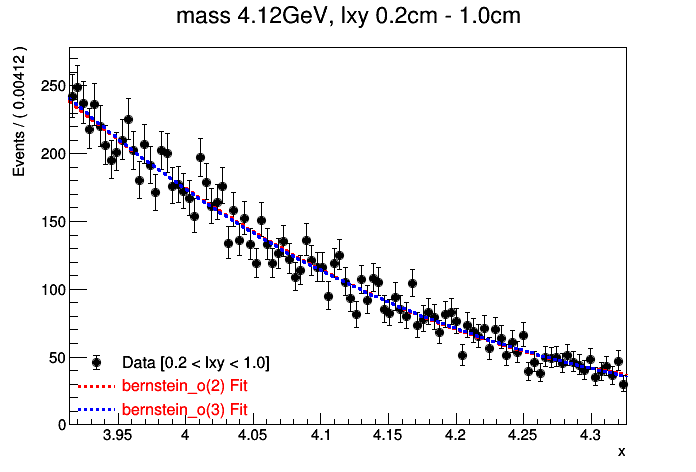 mass 4.12GeV, lxy 0.2cm - 1.0cm
Events / ( 0.00412 )
250
200
150
100
50
0
Data [0.2 < lxy < 1.0]
bernstein_o(2) Fit
bernstein_o(3) Fit
3.95 4 4.05 4.1 4.15 4.2 4.25 4.3
x